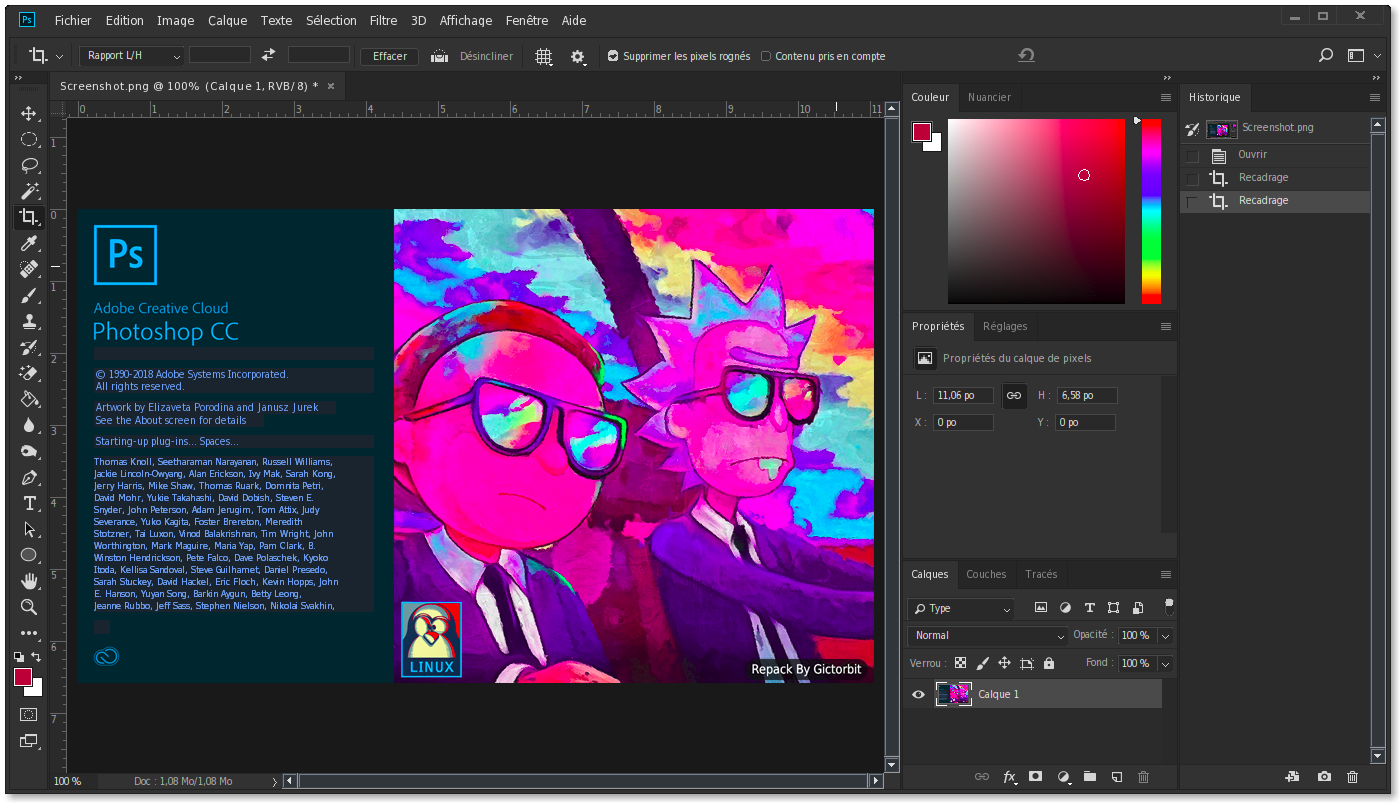 Ps
Fichier Edition Image Calque Texte Sélection Filtre 3D Affichage Fenêtre Aide
Rapport L/H
Effacer
Désincliner
Supprimer les pixels rognés
Contenu pris en compte
Screenshot.png @ 100% (Calque 1, RVB/8) *
0 1 2 3 4 5 6 7 8 9 10 11
1
0
1
2
3
4
5
6
7
Ps
Adobe Creative Cloud
Photoshop CC
© 1990-2018 Adobe Systems Incorporated.
All rights reserved.
Artwork by Elizaveta Porodina and Janusz Jurek
See the About screen for details
Starting-up plug-ins... Spaces...
Thomas Knoll, Seetharaman Narayanan, Russell Williams,
Jackie Lincoln-Owyang, Alan Erickson, Ivy Mak, Sarah Kong,
Jerry Harris, Mike Shaw, Thomas Ruark, Domnita Petri,
David Mohr, Yukie Takahashi, David Dobish, Steven E.
Snyder, John Peterson, Adam Jerugim, Tom Attix, Judy
Severance, Yuko Kagita, Foster Brereton, Meredith
Stotzner, Tai Luxon, Vinod Balakrishnan, Tim Wright, John
Worthington, Mark Maguire, Maria Yap, Pam Clark, B.
Winston Hendrickson, Pete Falco, Dave Polaschek, Kyoko
Itoda, Kellisa Sandoval, Steve Guilhamet, Daniel Presedo,
Sarah Stuckey, David Hackel, Eric Floch, Kevin Hopps, John
E. Hanson, Yuyan Song, Barkin Aygun, Betty Leong,
Jeanne Rubbo, Jeff Sass, Stephen Nielson, Nikola Svakhin,
LINUX
Repack By Gictorbit
100 %
Doc : 1,08 Mo/1,08 Mo
Couleur Nuancier
Propriétés Réglages
Propriétés du calque de pixels
L : 11,06 po H : 6,58 po
X : 0 po Y : 0 po
Calques Couches Tracés
Type
Normal Opacité : 100 %
Verrou : Fond : 100 %
Calque 1
Historique
Screenshot.png
Ouvrir
Recadrage
Recadrage